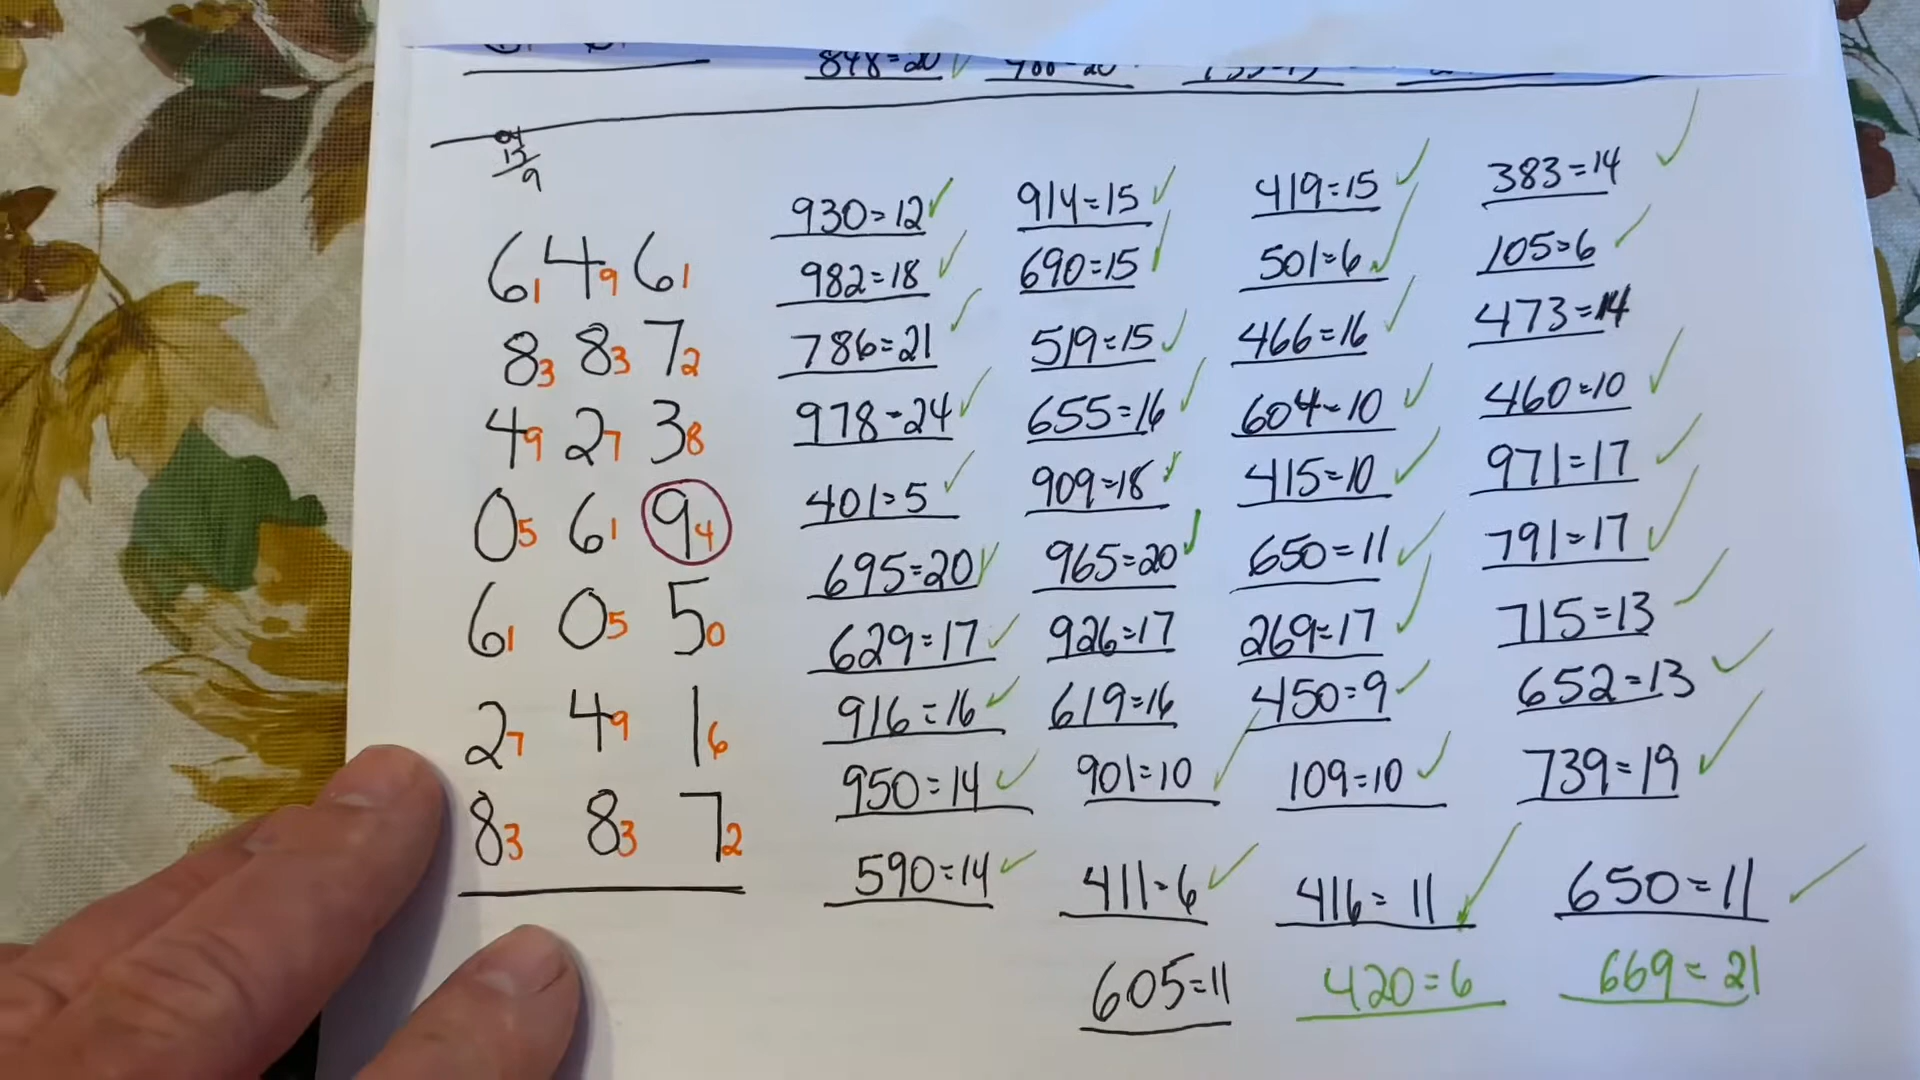 848=20
04
12
9
930=12 914=15 419=15 383=14
6 1 4 9 6 1
982=18 690=15 501=6 105=6
8 3 8 3 7 2
786=21 519=15 466=16 473=14
4 9 2 7 3 8
978=24 655=16 604=10 460=10
0 5 6 1 9 4
401=5 909=18 415=10 971=17
6 1 0 5 5 0
695=20 965=20 650=11 791=17
629=17 926=17 269=17 715=13
2 7 4 9 1 6
916=16 619=16 450=9 652=13
8 3 8 3 7 2
950=14 901=10 109=10 739=19
590=14 411=6 416=11 650=11
605=11 420=6 669=21